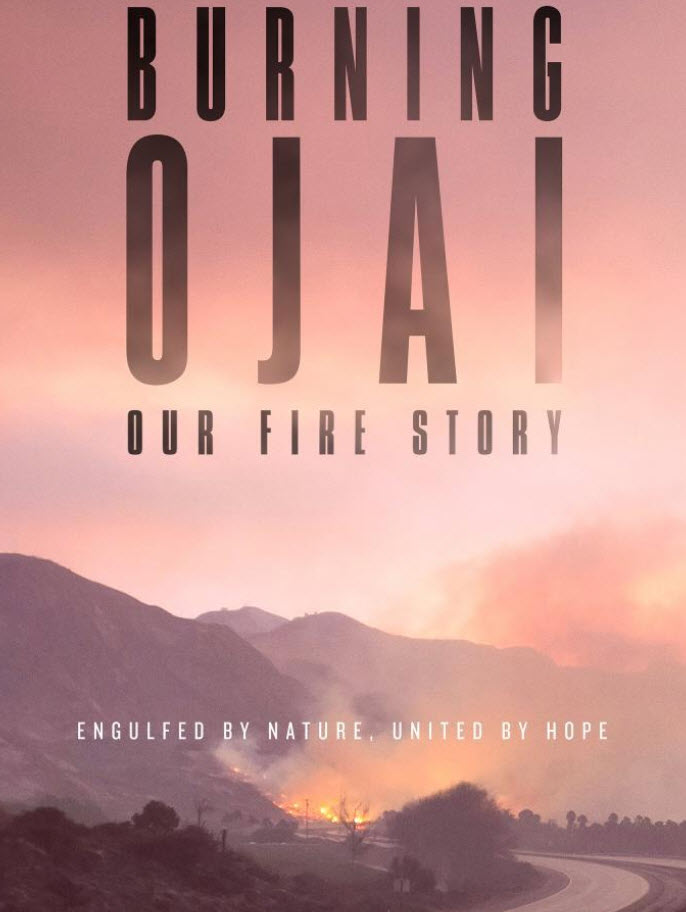 BURNING
OJAI
OUR FIRE STORY
ENGULFED BY NATURE, UNITED BY HOPE